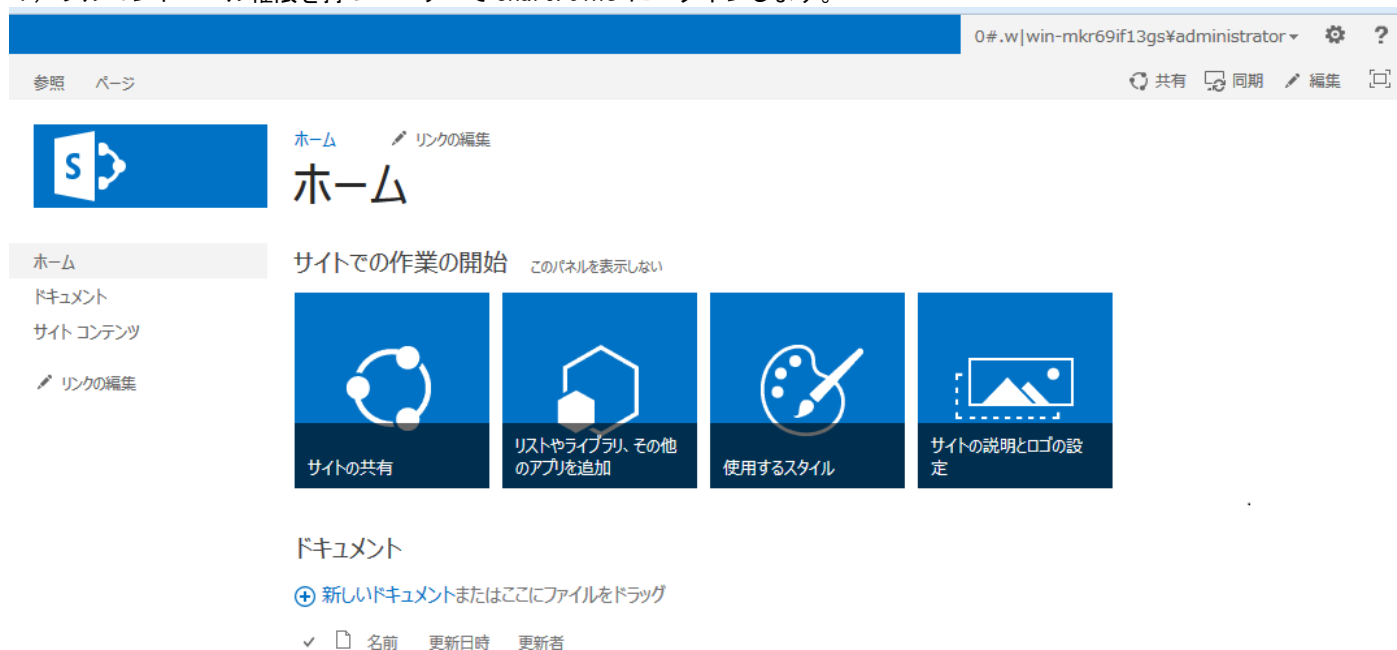 0#.w|win-mkr69if13gs¥administrator
?
参照 ページ
共有 同期 編集
S
ホーム リンクの編集
ホーム
ホーム
ドキュメント
サイト コンテンツ
リンクの編集
サイトでの作業の開始 このパネルを表示しない
サイトの共有
リストやライブラリ、その他
のアプリを追加
使用するスタイル
サイトの説明とロゴの設
定
ドキュメント
新しいドキュメントまたはここにファイルをドラッグ
名前 更新日時 更新者